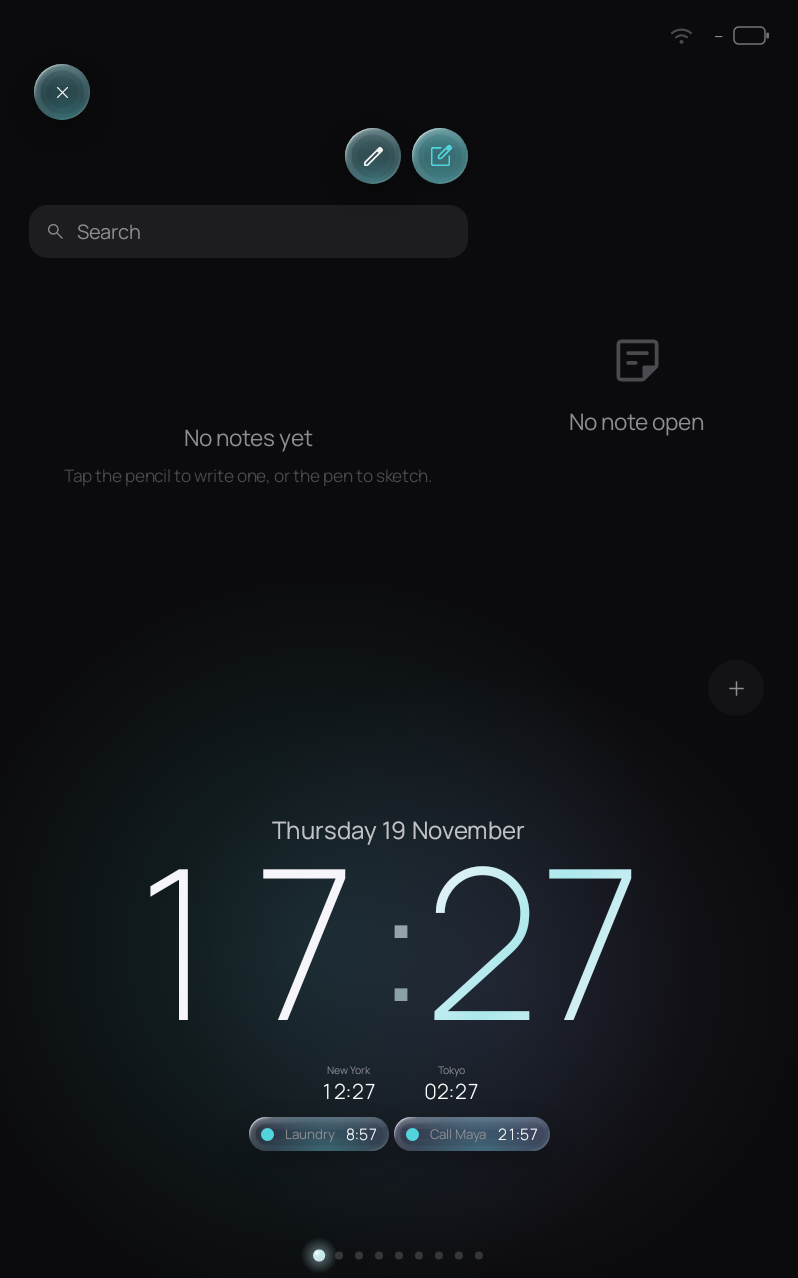 –
Search
No note open
No notes yet
Tap the pencil to write one, or the pen to sketch.
Thursday 19 November
17:27
New York
Tokyo
12:27
02:27
Laundry 8:57
Call Maya 21:57